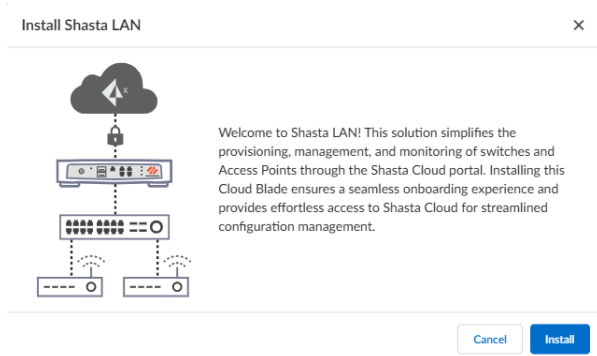 Install Shasta LAN
x
Welcome to Shasta LAN! This solution simplifies the
provisioning, management, and monitoring of switches and
Access Points through the Shasta Cloud portal. Installing this
Cloud Blade ensures a seamless onboarding experience and
provides effortless access to Shasta Cloud for streamlined
configuration management.
Cancel
Install